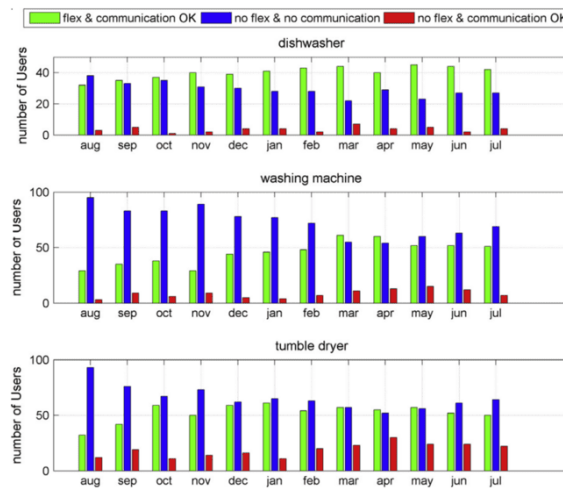 flex & communication OK no flex & no communication no flex & communication OK
dishwasher
number of Users
40
20
0
aug sep oct nov dec jan feb mar apr may jun jul
washing machine
number of Users
100
50
0
aug sep oct nov dec jan feb mar apr may jun jul
tumble dryer
number of Users
100
50
0
aug sep oct nov dec jan feb mar apr may jun jul